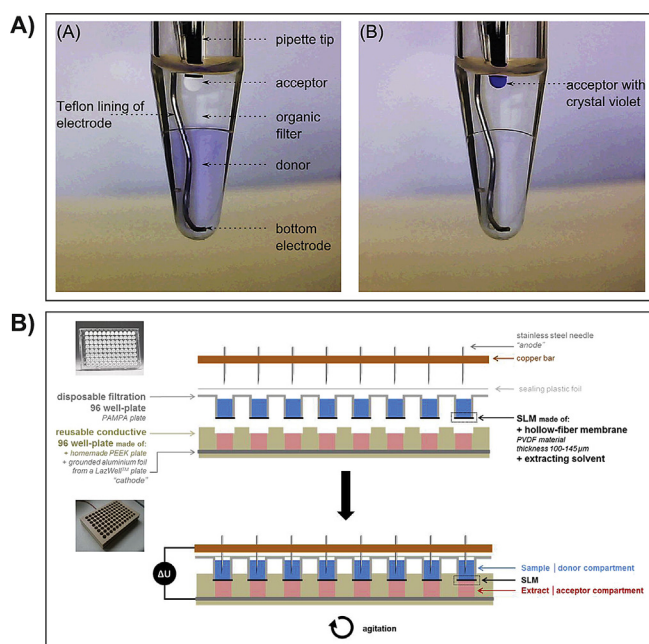 A)
(A)
pipette tip
acceptor
Teflon lining of
electrode
organic
filter
donor
bottom
electrode
(B)
acceptor with
crystal violet
B)
stainless steel needle
"anode"
copper bar
sealing plastic foil
disposable filtration
96 well-plate
PAMPA plate
SLM made of:
+ hollow-fiber membrane
PVDF material
thickness 100-145 µm
+ extracting solvent
reusable conductive
96 well-plate made of:
+ homemade PEEK plate
+ grounded aluminium foil
from a LazWell™ plate
"cathode"
ΔU
Sample | donor compartment
SLM
Extract | acceptor compartment
agitation